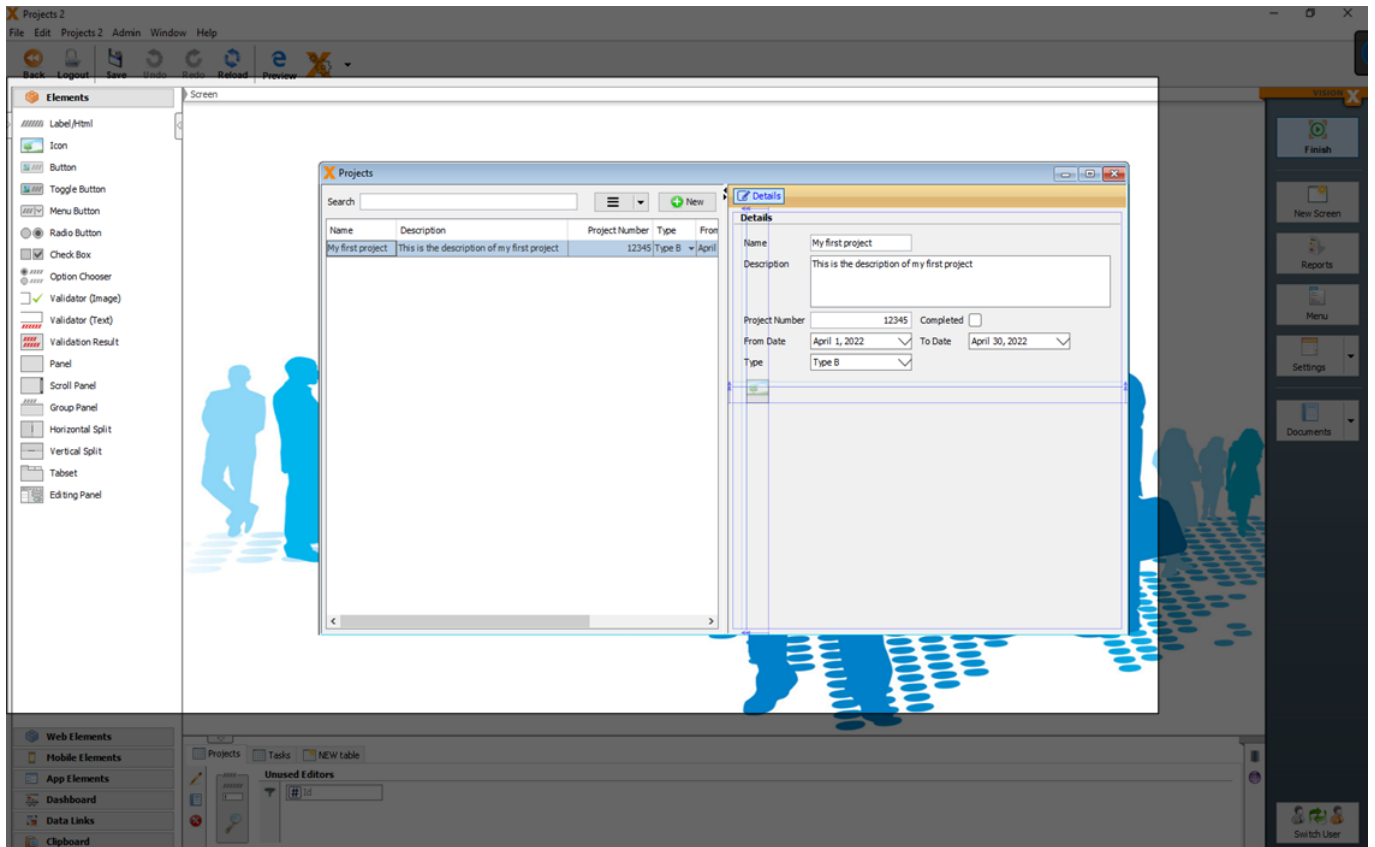 Projects 2
File Edit Projects 2 Admin Window Help
Back Logout Save Undo Redo Reload Preview
Elements
Label/Html
Icon
Button
Toggle Button
Menu Button
Radio Button
Check Box
Option Chooser
Validator (Image)
Validator (Text)
Validation Result
Panel
Scroll Panel
Group Panel
Horizontal Split
Vertical Split
Tabset
Editing Panel
Web Elements
Mobile Elements
App Elements
Dashboard
Data Links
Clipboard
Screen
Projects
Search
New
Name Description Project Number Type From
My first project This is the description of my first project 12345 Type B April
Details
Details
Name My first project
Description This is the description of my first project
Project Number 12345 Completed
From Date April 1, 2022 To Date April 30, 2022
Type Type B
Projects Tasks NEW table
Unused Editors
# Id
VISION X
Finish
New Screen
Reports
Menu
Settings
Documents
Switch User